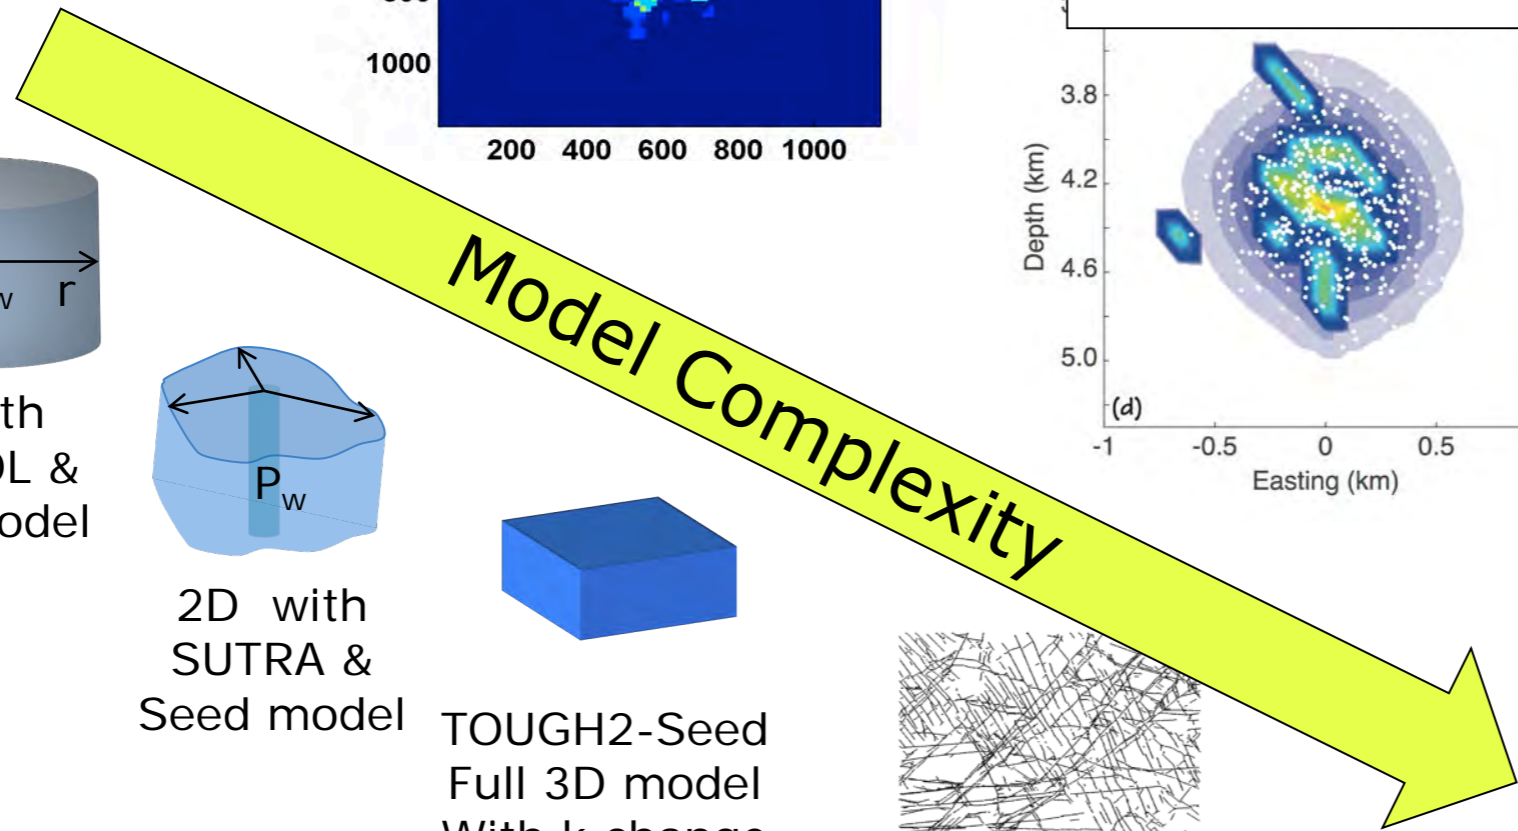 1000
200 400 600 800 1000
3.8
4.2
4.6
5.0
Depth (km)
(d)
-1 -0.5 0 0.5
Easting (km)
Model Complexity
w r
th
L &
odel
Pw
2D with
SUTRA &
Seed model
TOUGH2-Seed
Full 3D model
With k change